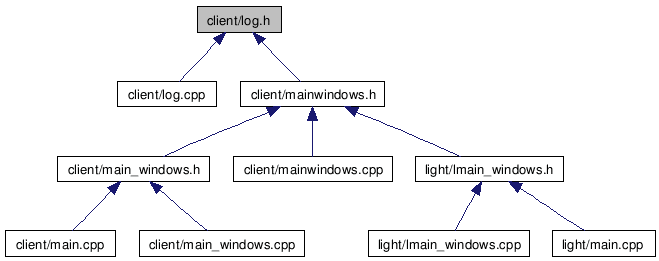 client/log.h
client/log.cpp
client/mainwindows.h
client/main_windows.h
client/mainwindows.cpp
light/lmain_windows.h
client/main.cpp
client/main_windows.cpp
light/lmain_windows.cpp
light/main.cpp